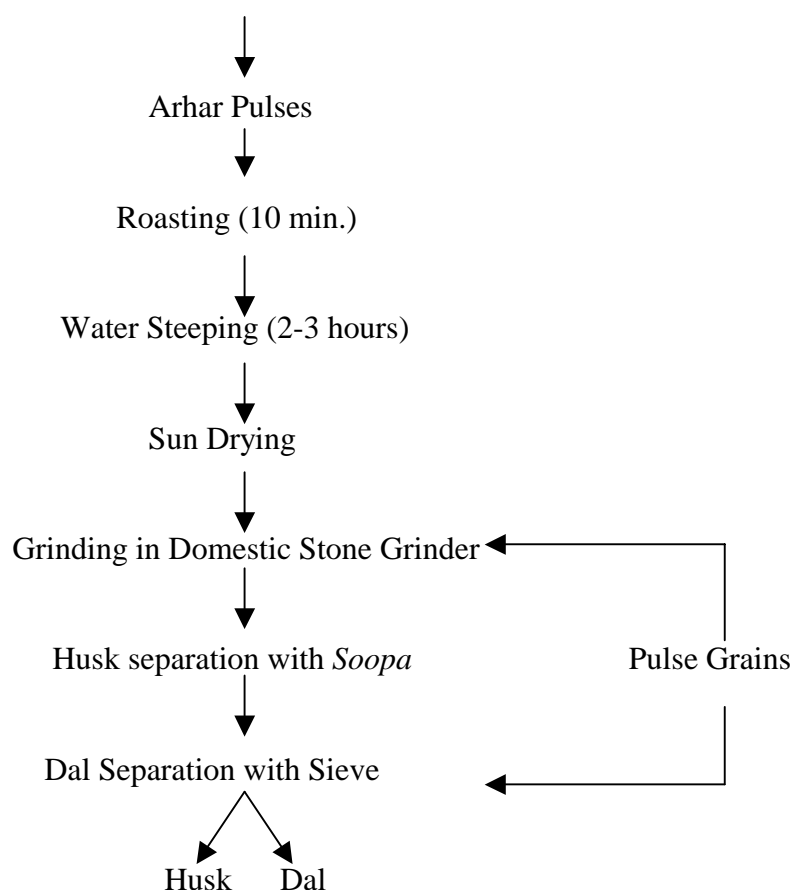 Arhar Pulses
Roasting (10 min.)
Water Steeping (2-3 hours)
Sun Drying
Grinding in Domestic Stone Grinder
Husk separation with Soopa
Pulse Grains
Dal Separation with Sieve
Husk
Dal